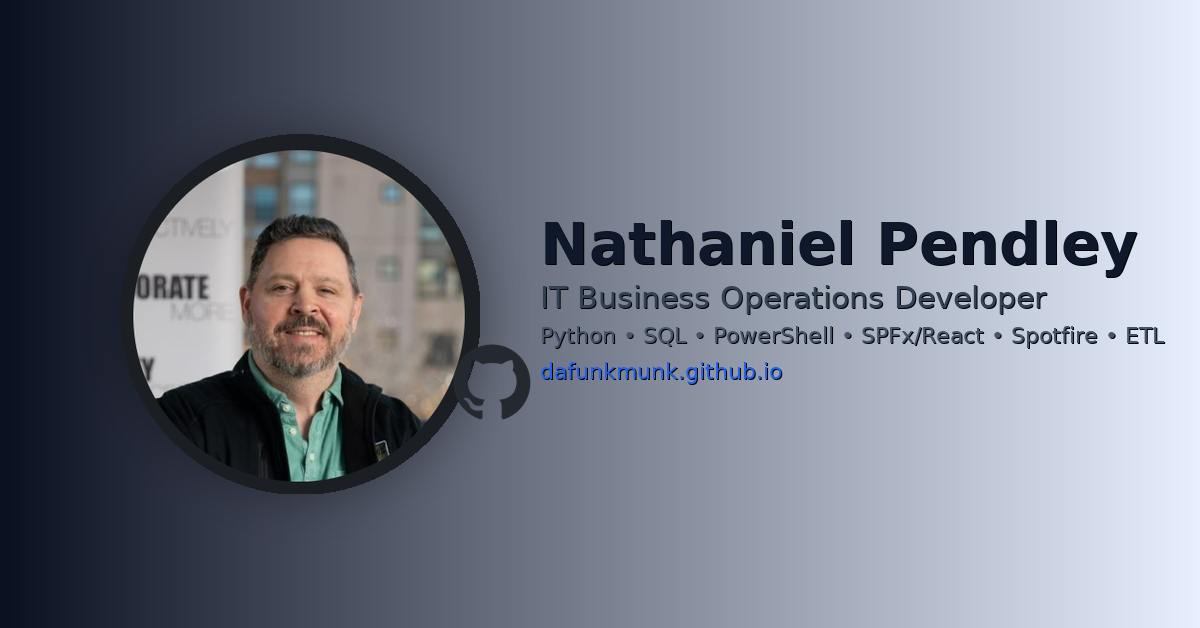 CTIVELY
ORATE
MORE
Y
Nathaniel Pendley
IT Business Operations Developer
Python • SQL • PowerShell • SPFx/React • Spotfire • ETL
dafunkmunk.github.io